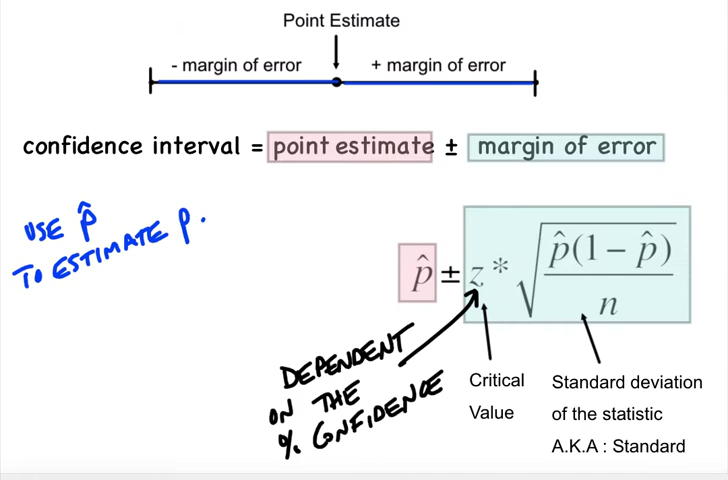 Point Estimate
- margin of error + margin of error
confidence interval = point estimate ± margin of error
USE p̂
TO ESTIMATE p.
p̂ ± z * √(p̂(1 − p̂) / n)
DEPENDENT
ON THE
% CONFIDENCE
Critical
Value
Standard deviation
of the statistic
A.K.A : Standard